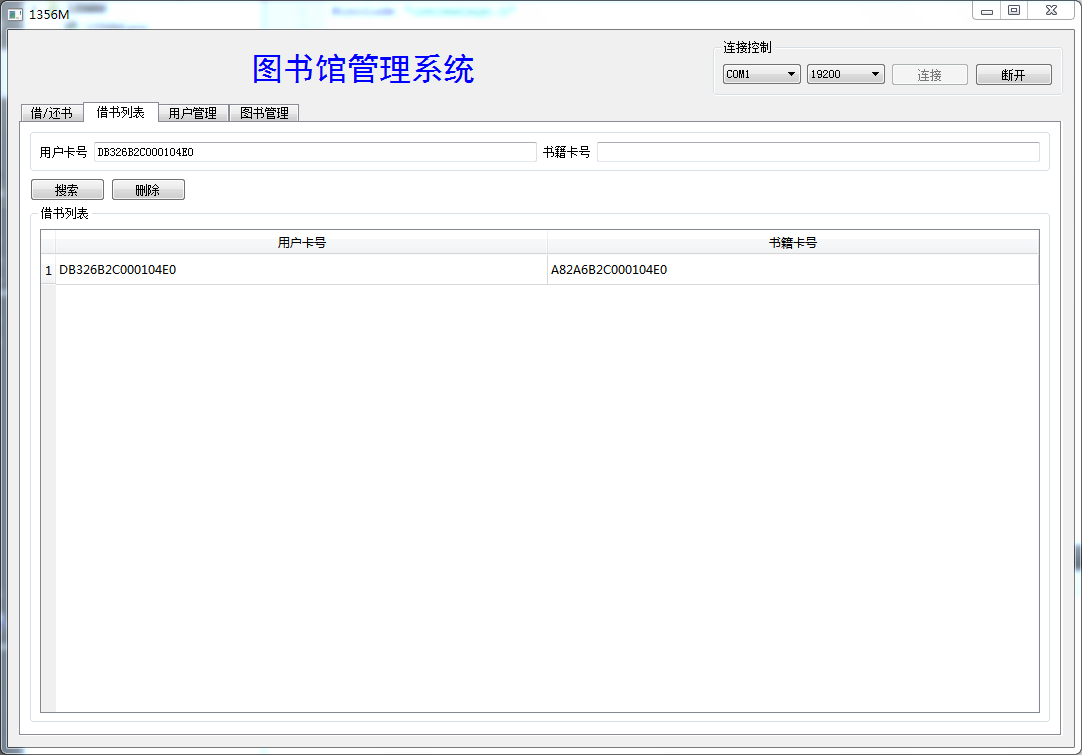 1356M
图书馆管理系统
连接控制
COM1 19200 连接 断开
借/还书 借书列表 用户管理 图书管理
用户卡号 DB326B2C000104E0 书籍卡号
搜索 删除
借书列表
用户卡号 书籍卡号
1 DB326B2C000104E0 A82A6B2C000104E0